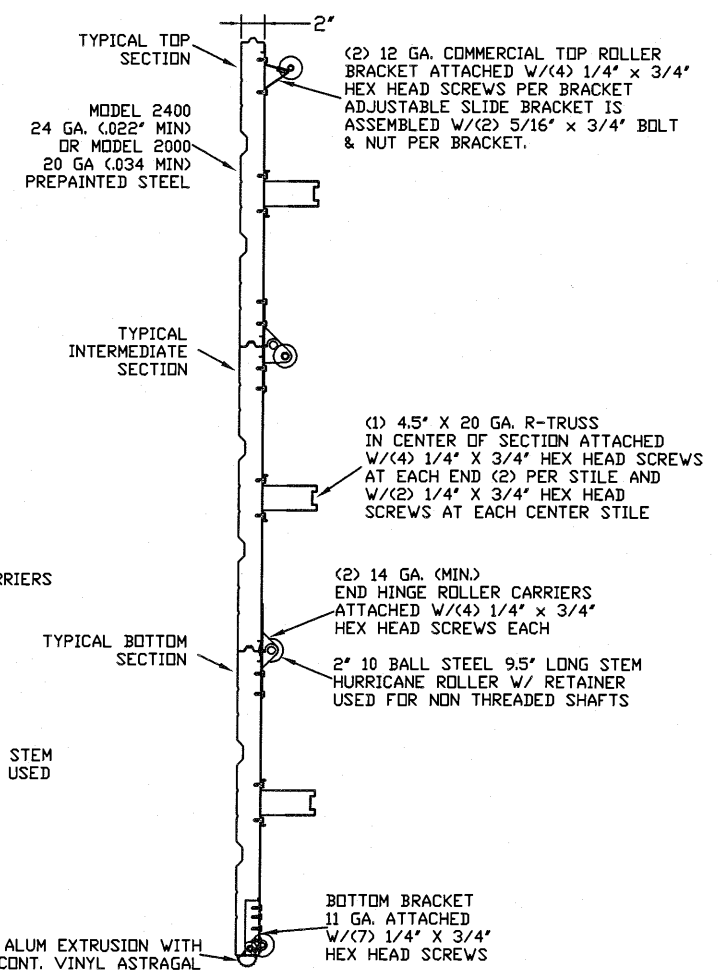 2"
TYPICAL TOP
SECTION
(2) 12 GA. COMMERCIAL TOP ROLLER
BRACKET ATTACHED W/(4) 1/4" x 3/4"
HEX HEAD SCREWS PER BRACKET
ADJUSTABLE SLIDE BRACKET IS
ASSEMBLED W/(2) 5/16" x 3/4" BOLT
& NUT PER BRACKET.
MODEL 2400
24 GA. (.022" MIN)
OR MODEL 2000
20 GA (.034 MIN)
PREPAINTED STEEL
TYPICAL
INTERMEDIATE
SECTION
(1) 4.5" X 20 GA. R-TRUSS
IN CENTER OF SECTION ATTACHED
W/(4) 1/4" X 3/4" HEX HEAD SCREWS
AT EACH END (2) PER STILE AND
W/(2) 1/4" X 3/4" HEX HEAD
SCREWS AT EACH CENTER STILE
RRIERS
(2) 14 GA. (MIN.)
END HINGE ROLLER CARRIERS
ATTACHED W/(4) 1/4" x 3/4"
HEX HEAD SCREWS EACH
TYPICAL BOTTOM
SECTION
2" 10 BALL STEEL 9.5" LONG STEM
HURRICANE ROLLER W/ RETAINER
USED FOR NON THREADED SHAFTS
STEM
USED
BOTTOM BRACKET
11 GA. ATTACHED
W/(7) 1/4" X 3/4"
HEX HEAD SCREWS
ALUM EXTRUSION WITH
CONT. VINYL ASTRAGAL